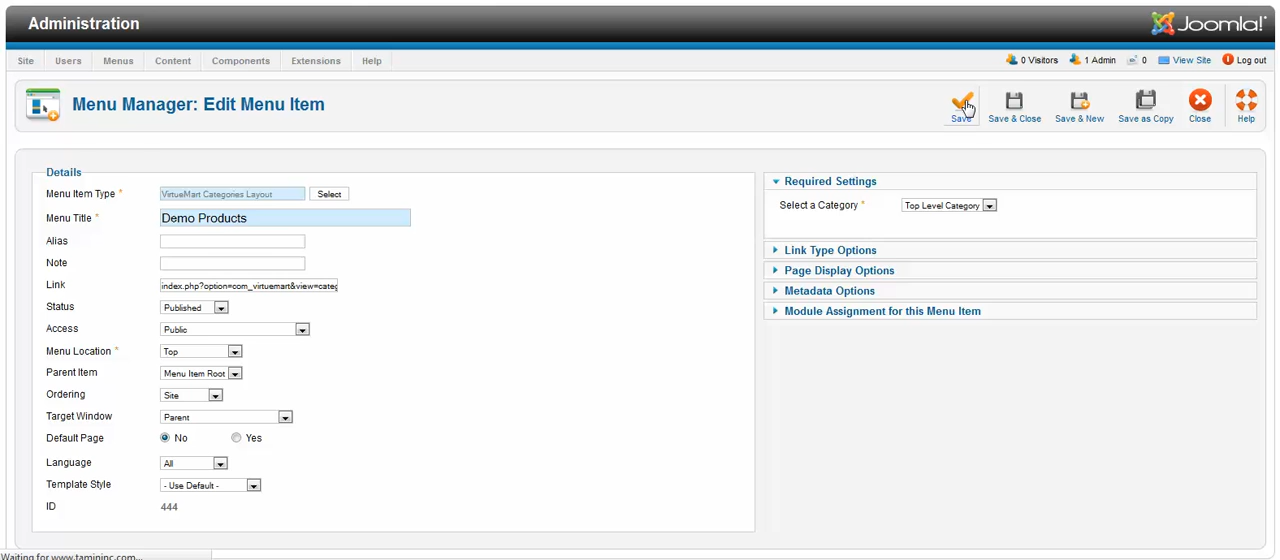 Administration
Joomla!
Site Users Menus Content Components Extensions Help
0 Visitors 1 Admin 0 View Site Log out
Menu Manager: Edit Menu Item
Save Save & Close Save & New Save as Copy Close Help
Details
Menu Item Type * VirtueMart Categories Layout Select
Menu Title * Demo Products
Alias
Note
Link index.php?option=com_virtuemart&view=categ
Status Published
Access Public
Menu Location * Top
Parent Item Menu Item Root
Ordering Site
Target Window Parent
Default Page No Yes
Language All
Template Style - Use Default -
ID 444
Required Settings
Select a Category * Top Level Category
Link Type Options
Page Display Options
Metadata Options
Module Assignment for this Menu Item
Waiting for www.tamininc.com...